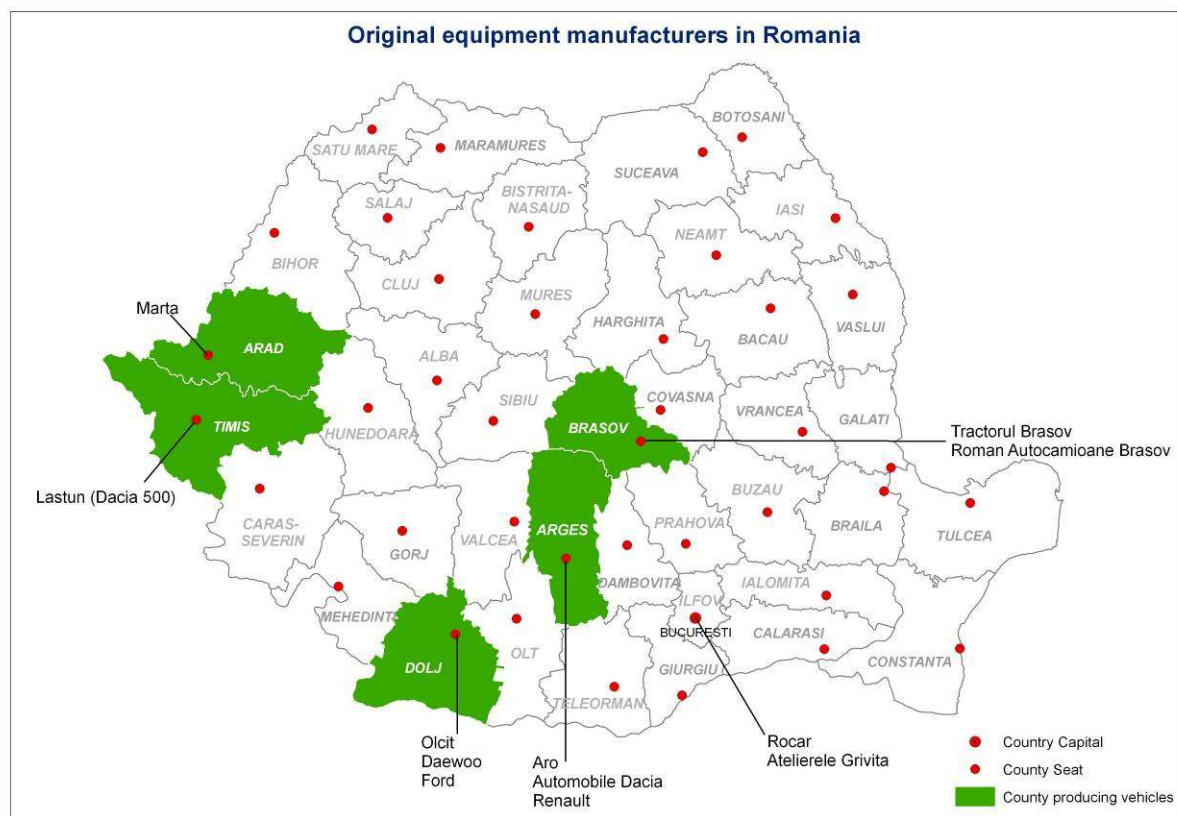 Original equipment manufacturers in Romania
BOTOSANI
SATU MARE
MARAMURES
SUCEAVA
BISTRITA-
NASAUD
SALAJ
IASI
NEAMT
BIHOR
CLUJ
MURES
HARGHITA
BACAU
VASLUI
Marta
ARAD
ALBA
SIBIU
COVASNA
VRANCEA
GALATI
TIMIS
HUNEDOARA
BRASOV
Tractorul Brasov
Roman Autocamioane Brasov
Lastun (Dacia 500)
CARAS-
SEVERIN
GORJ
VALCEA
ARGES
PRAHOVA
BUZAU
BRAILA
TULCEA
DAMBOVITA
IALOMITA
ILFOV
MEHEDINTI
BUCURESTI
CALARASI
DOLJ
OLT
TELEORMAN
GIURGIU
CONSTANTA
Olcit
Daewoo
Ford
Aro
Automobile Dacia
Renault
Rocar
Atelierele Grivita
Country Capital
County Seat
County producing vehicles